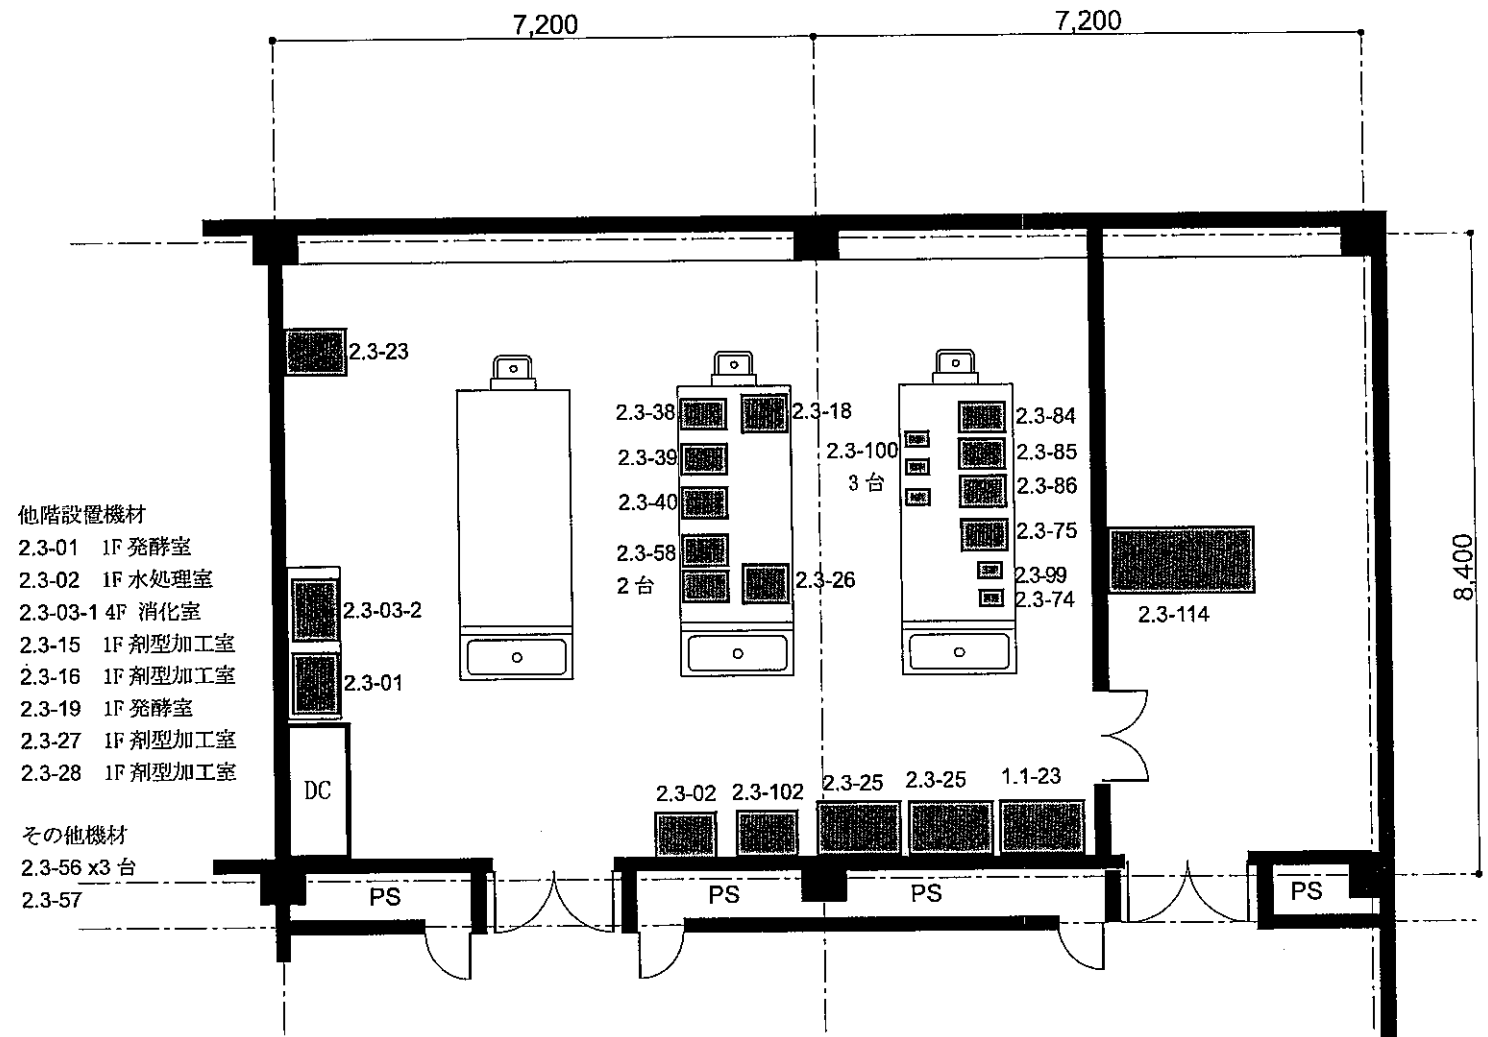 7,200
7,200
8,400
2.3-23
2.3-38
2.3-18
2.3-39
2.3-40
2.3-58
2台
2.3-26
2.3-100
3台
2.3-84
2.3-85
2.3-86
2.3-75
2.3-99
2.3-74
2.3-114
他階設置機材
2.3-01 1F 発酵室
2.3-02 1F 水処理室
2.3-03-1 4F 消化室
2.3-15 1F 剤型加工室
2.3-16 1F 剤型加工室
2.3-19 1F 発酵室
2.3-27 1F 剤型加工室
2.3-28 1F 剤型加工室
その他機材
2.3-56 x3 台
2.3-57
2.3-03-2
2.3-01
DC
2.3-02
2.3-102
2.3-25
2.3-25
1.1-23
PS
PS
PS
PS